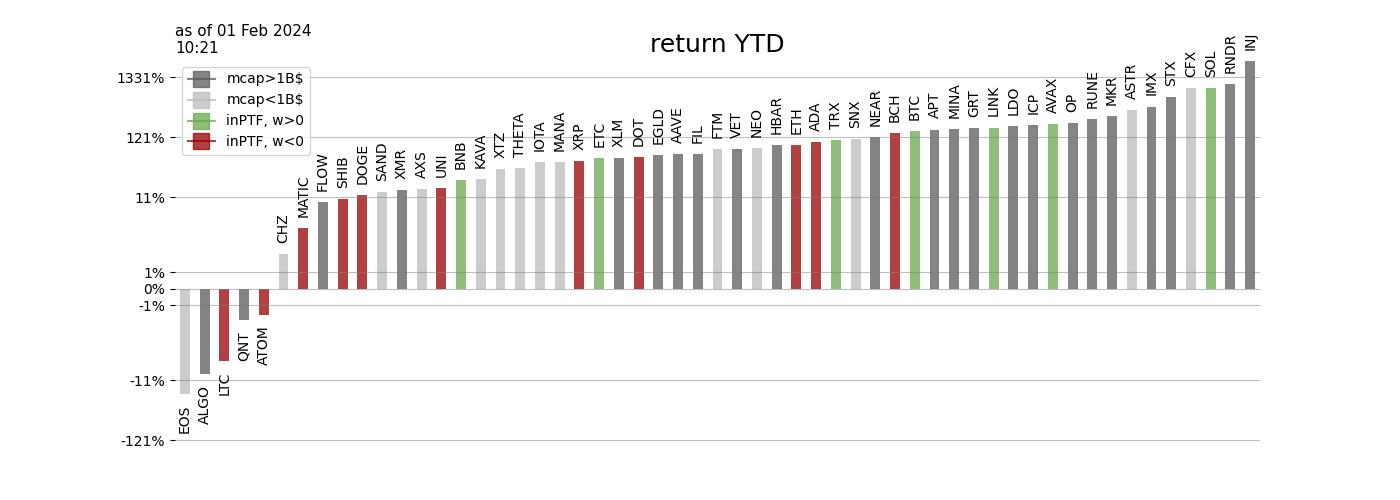 as of 01 Feb 2024
10:21
return YTD
mcap>1B$
mcap<1B$
inPTF, w>0
inPTF, w<0
1331%
121%
11%
1%
0%
-1%
-11%
-121%
EOS
ALGO
LTC
QNT
ATOM
CHZ
MATIC
FLOW
SHIB
DOGE
SAND
XMR
AXS
UNI
BNB
KAVA
XTZ
THETA
IOTA
MANA
XRP
ETC
XLM
DOT
EGLD
AAVE
FIL
FTM
VET
NEO
HBAR
ETH
ADA
TRX
SNX
NEAR
BCH
BTC
APT
MINA
GRT
LINK
LDO
ICP
AVAX
OP
RUNE
MKR
ASTR
IMX
STX
CFX
SOL
RNDR
INJ